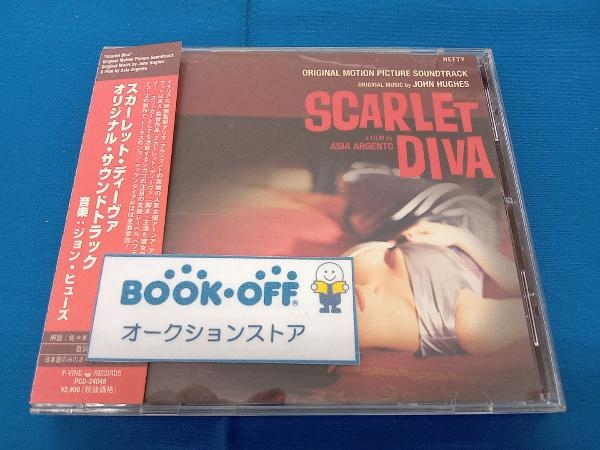 "Scarlet Diva"
Original Motion Picture Soundtrack
Original Music by John Hughes
A Film by Asia Argento
スカーレット・ディーヴァ
オリジナル・サウンドトラック
音楽：ジョン・ヒューズ
P-VINE RECORDS
PCD-24048
¥2,400(税抜価格)
HEFTY
ORIGINAL MOTION PICTURE SOUNDTRACK
ORIGINAL MUSIC by JOHN HUGHES
SCARLET
a FILM by
ASIA ARGENTO
DIVA
BOOK・OFF®
オークションストア